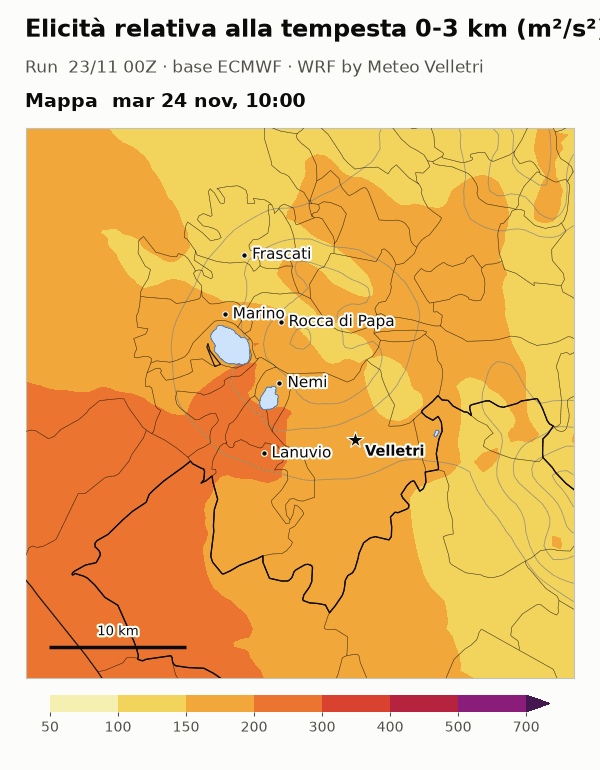 Elicità relativa alla tempesta 0-3 km (m²/s²)
Run 23/11 00Z · base ECMWF · WRF by Meteo Velletri
Mappa mar 24 nov, 10:00
Frascati
Marino
Rocca di Papa
Nemi
Velletri
Lanuvio
10 km
50 100 150 200 300 400 500 700